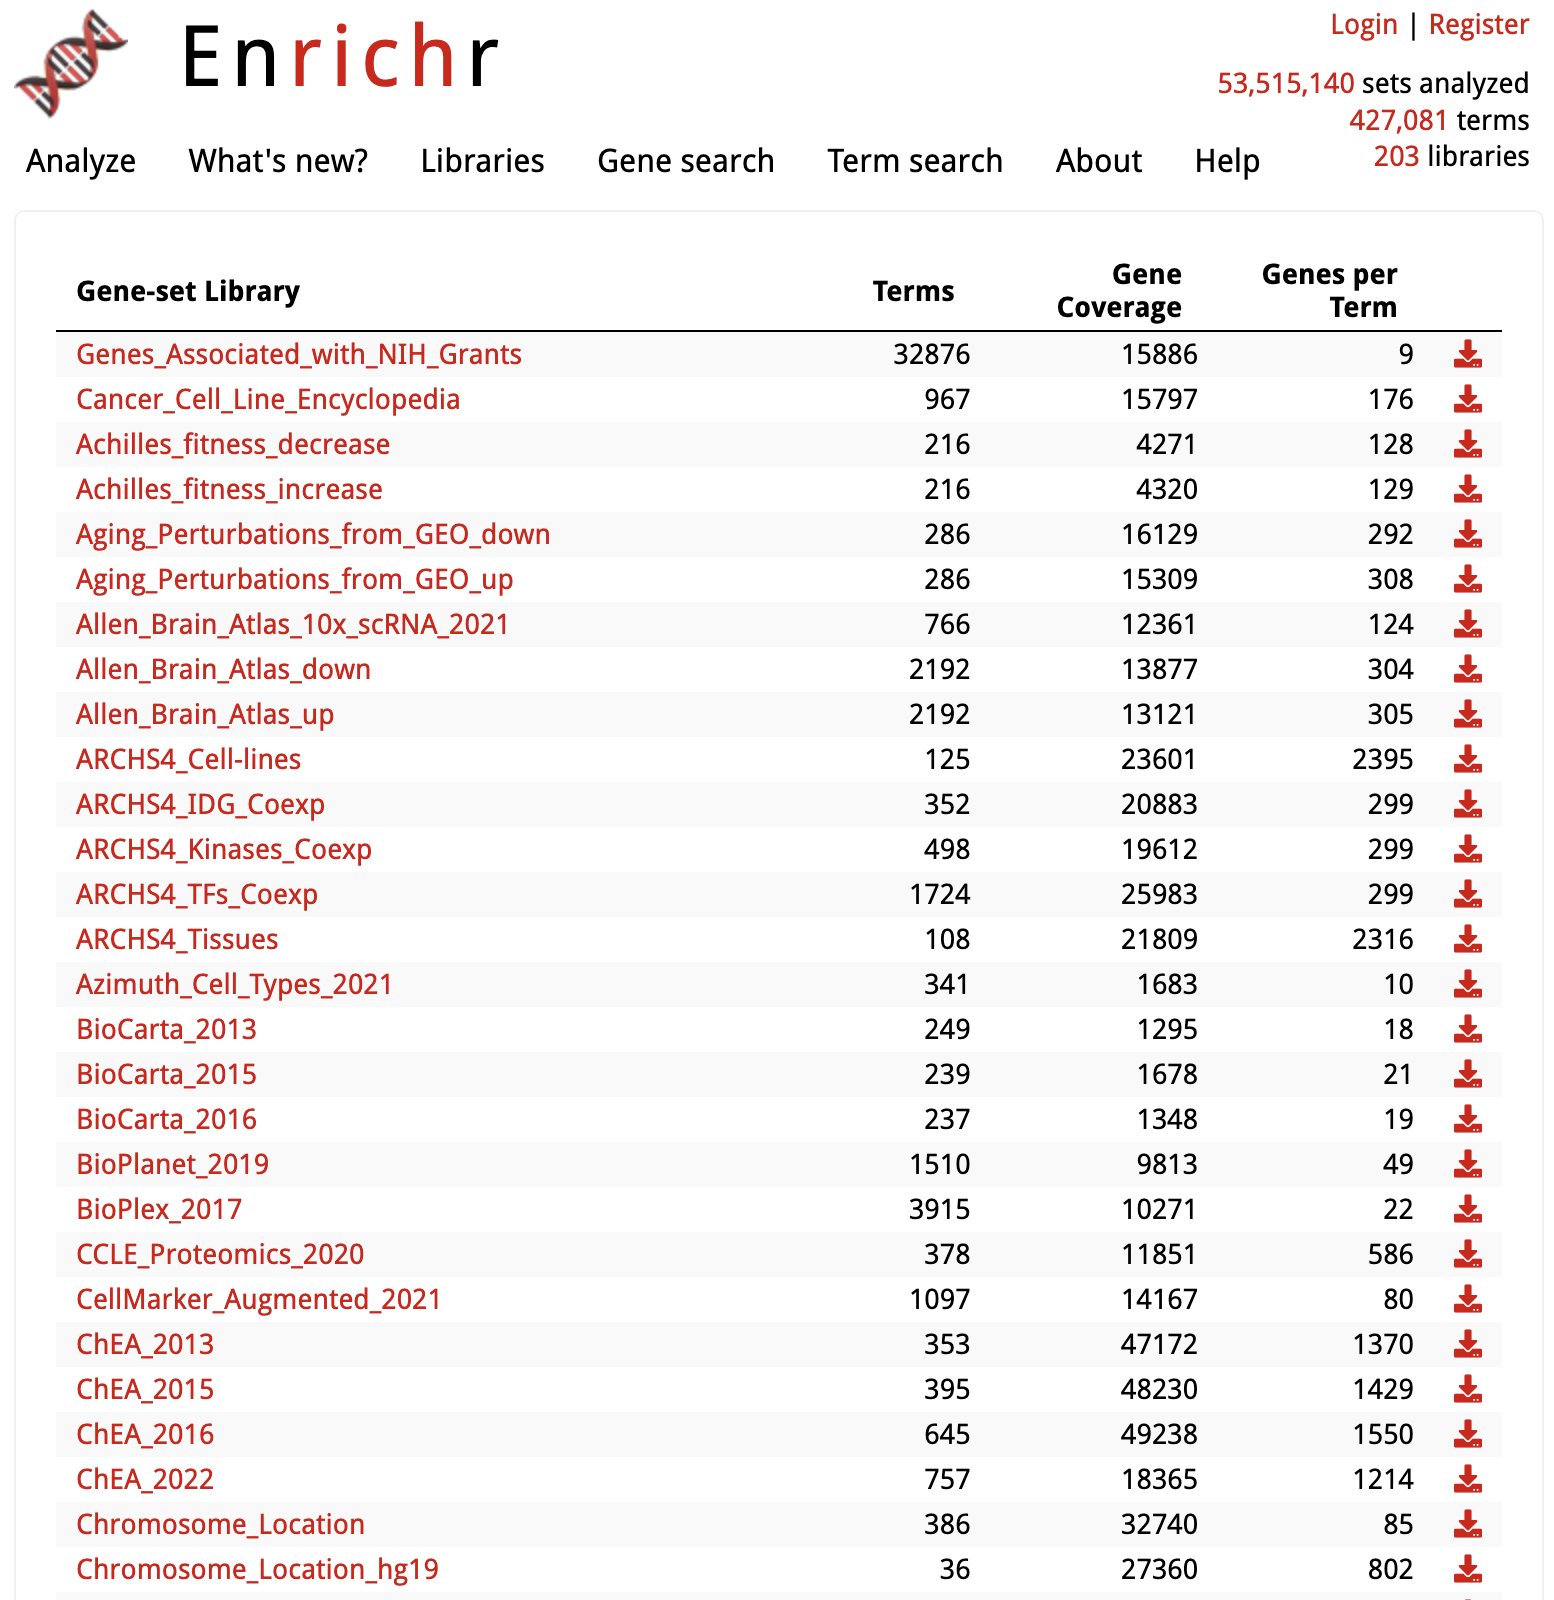 Enrichr
Login | Register
53,515,140 sets analyzed
427,081 terms
203 libraries
Analyze What's new? Libraries Gene search Term search About Help
Gene-set Library Terms Gene Coverage Genes per Term
Genes_Associated_with_NIH_Grants 32876 15886 9
Cancer_Cell_Line_Encyclopedia 967 15797 176
Achilles_fitness_decrease 216 4271 128
Achilles_fitness_increase 216 4320 129
Aging_Perturbations_from_GEO_down 286 16129 292
Aging_Perturbations_from_GEO_up 286 15309 308
Allen_Brain_Atlas_10x_scRNA_2021 766 12361 124
Allen_Brain_Atlas_down 2192 13877 304
Allen_Brain_Atlas_up 2192 13121 305
ARCHS4_Cell-lines 125 23601 2395
ARCHS4_IDG_Coexp 352 20883 299
ARCHS4_Kinases_Coexp 498 19612 299
ARCHS4_TFs_Coexp 1724 25983 299
ARCHS4_Tissues 108 21809 2316
Azimuth_Cell_Types_2021 341 1683 10
BioCarta_2013 249 1295 18
BioCarta_2015 239 1678 21
BioCarta_2016 237 1348 19
BioPlanet_2019 1510 9813 49
BioPlex_2017 3915 10271 22
CCLE_Proteomics_2020 378 11851 586
CellMarker_Augmented_2021 1097 14167 80
ChEA_2013 353 47172 1370
ChEA_2015 395 48230 1429
ChEA_2016 645 49238 1550
ChEA_2022 757 18365 1214
Chromosome_Location 386 32740 85
Chromosome_Location_hg19 36 27360 802